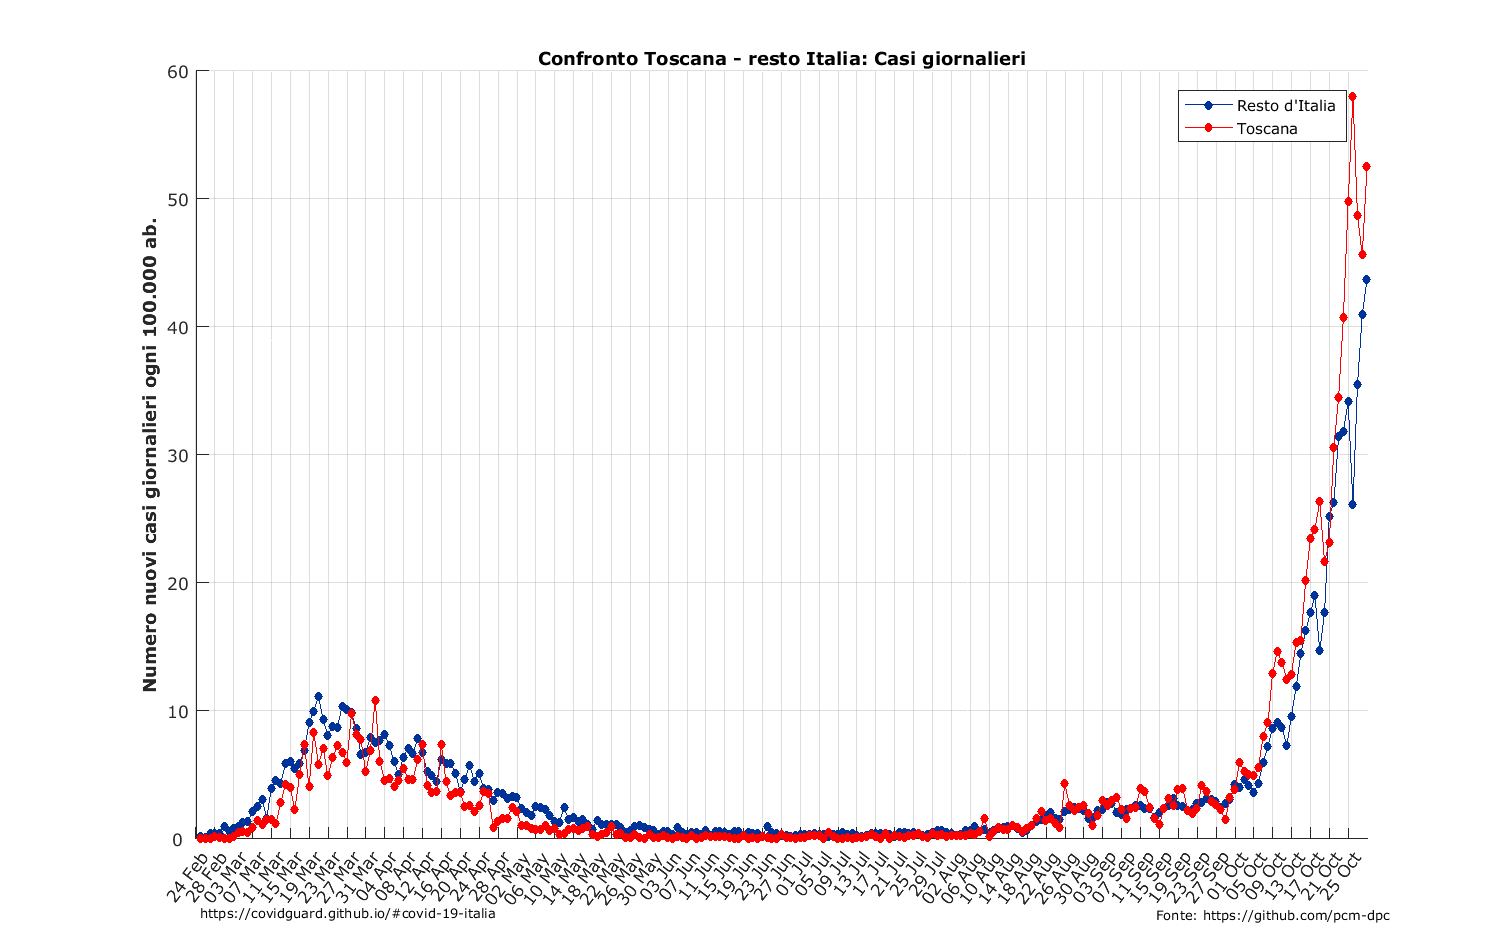 Confronto Toscana - resto Italia: Casi giornalieri
Resto d'Italia
Toscana
Numero nuovi casi giornalieri ogni 100.000 ab.
60
50
40
30
20
10
0
24 Feb
28 Feb
03 Mar
07 Mar
11 Mar
15 Mar
19 Mar
23 Mar
27 Mar
31 Mar
04 Apr
08 Apr
12 Apr
16 Apr
20 Apr
24 Apr
28 Apr
02 May
06 May
10 May
14 May
18 May
22 May
26 May
30 May
03 Jun
07 Jun
11 Jun
15 Jun
19 Jun
23 Jun
27 Jun
01 Jul
05 Jul
09 Jul
13 Jul
17 Jul
21 Jul
25 Jul
29 Jul
02 Aug
06 Aug
10 Aug
14 Aug
18 Aug
22 Aug
26 Aug
30 Aug
03 Sep
07 Sep
11 Sep
15 Sep
19 Sep
23 Sep
27 Sep
01 Oct
05 Oct
09 Oct
13 Oct
17 Oct
21 Oct
25 Oct
https://covidguard.github.io/#covid-19-italia
Fonte: https://github.com/pcm-dpc